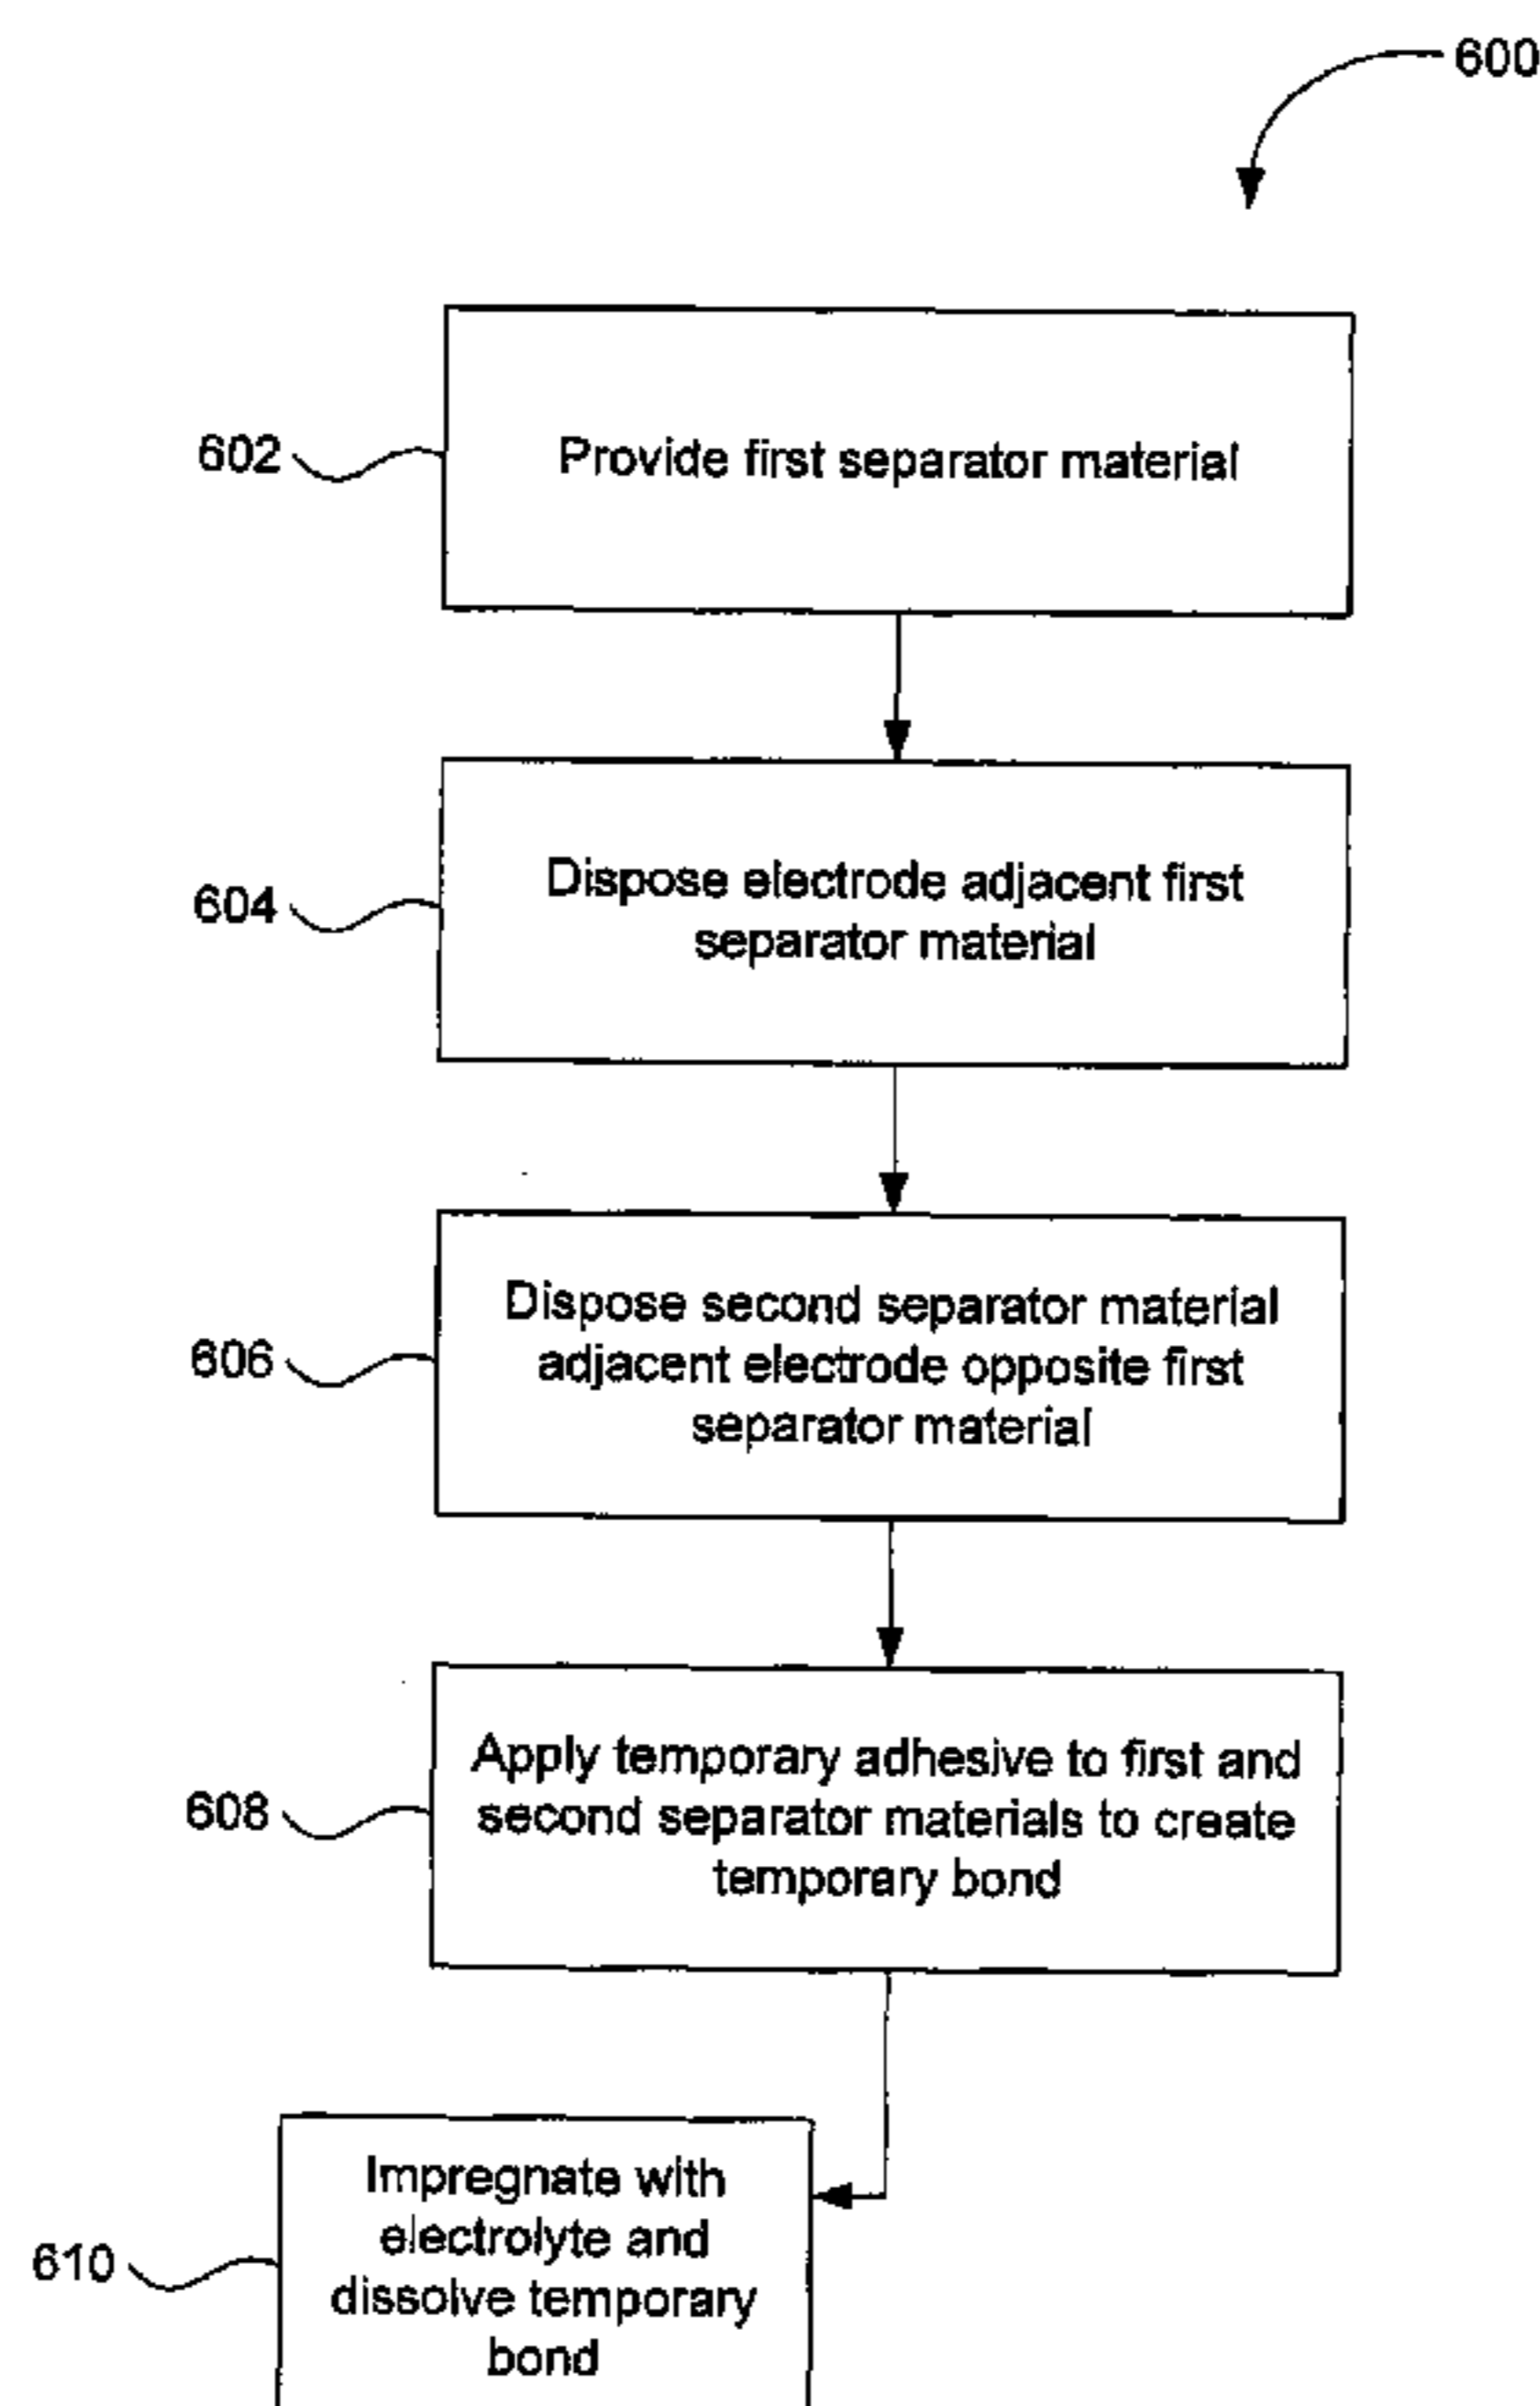 600
602
Provide first separator material
604
Dispose electrode adjacent first
separator material
606
Dispose second separator material
adjacent electrode opposite first
separator material
608
Apply temporary adhesive to first and
second separator materials to create
temporary bond
610
Impregnate with
electrolyte and
dissolve temporary
bond